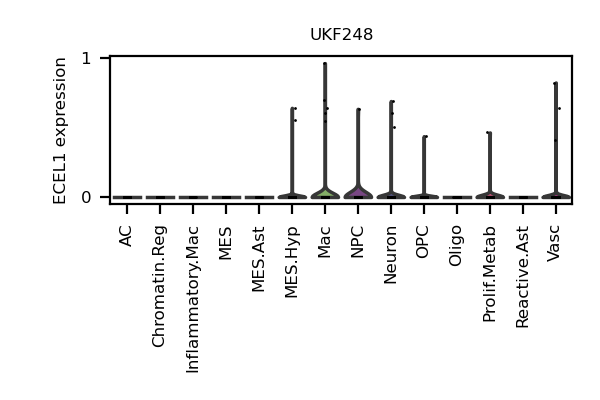 UKF248
ECEL1 expression
1
0
AC
Chromatin.Reg
Inflammatory.Mac
MES
MES.Ast
MES.Hyp
Mac
NPC
Neuron
OPC
Oligo
Prolif.Metab
Reactive.Ast
Vasc